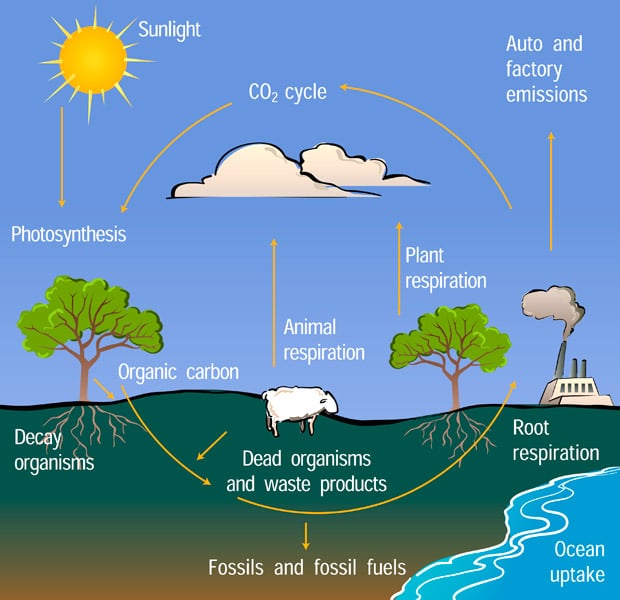 Sunlight
Auto and
factory
emissions
CO₂ cycle
Photosynthesis
Plant
respiration
Animal
respiration
Organic carbon
Decay
organisms
Dead organisms
and waste products
Root
respiration
Fossils and fossil fuels
Ocean
uptake